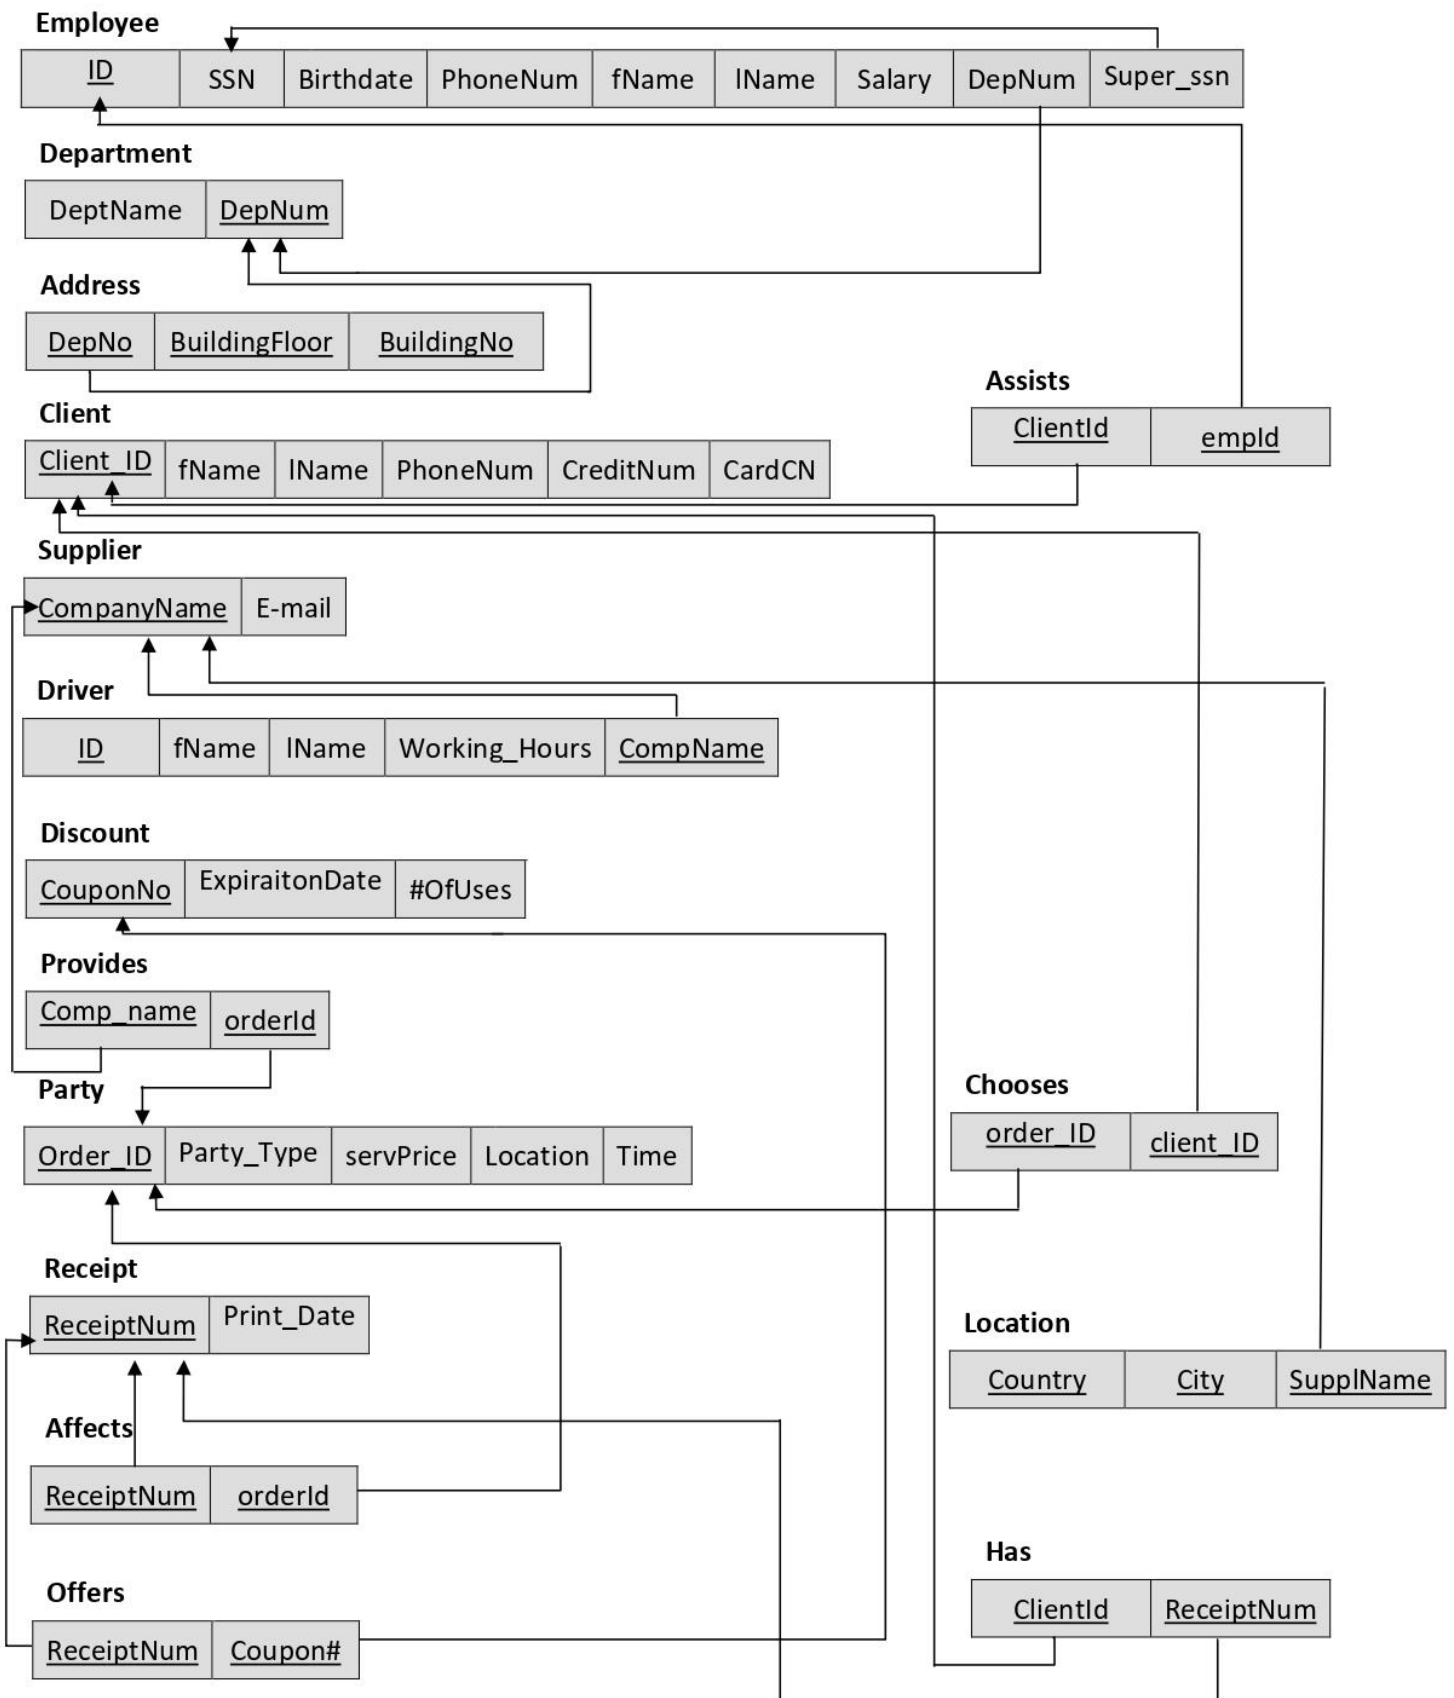 Employee
ID SSN Birthdate PhoneNum fName lName Salary DepNum Super_ssn
Department
DeptName DepNum
Address
DepNo BuildingFloor BuildingNo
Assists
ClientId empId
Client
Client_ID fName lName PhoneNum CreditNum CardCN
Supplier
CompanyName E-mail
Driver
ID fName lName Working_Hours CompName
Discount
CouponNo ExpiraitonDate #OfUses
Provides
Comp_name orderId
Party
Order_ID Party_Type servPrice Location Time
Chooses
order_ID client_ID
Receipt
ReceiptNum Print_Date
Location
Country City SupplName
Affects
ReceiptNum orderId
Has
ClientId ReceiptNum
Offers
ReceiptNum Coupon#